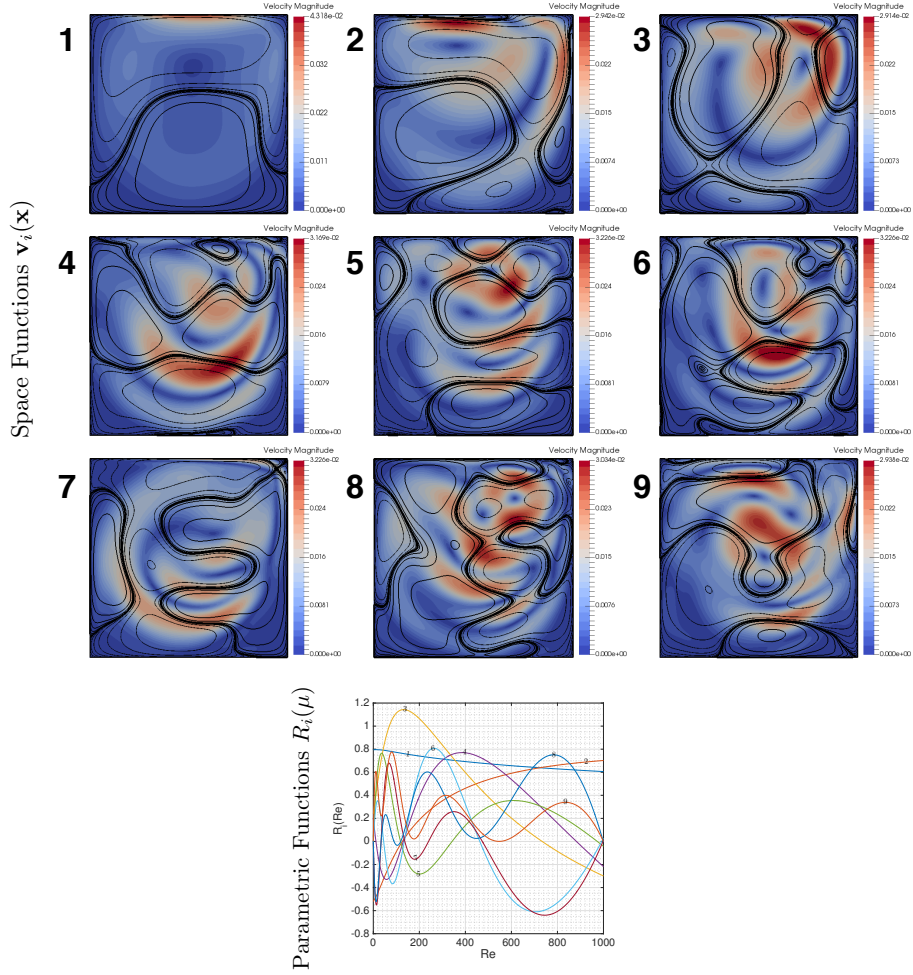 Velocity Magnitude
1
4.318e-02
0.032
0.022
0.011
0.000e+00
Velocity Magnitude
2
2.942e-02
0.022
0.015
0.0074
0.000e+00
Velocity Magnitude
3
2.914e-02
0.022
0.015
0.0073
0.000e+00
Space Functions v_i(x)
Velocity Magnitude
4
3.169e-02
0.024
0.016
0.0079
0.000e+00
Velocity Magnitude
5
3.226e-02
0.024
0.016
0.0081
0.000e+00
Velocity Magnitude
6
3.226e-02
0.024
0.016
0.0081
0.000e+00
Velocity Magnitude
7
3.226e-02
0.024
0.016
0.0081
0.000e+00
Velocity Magnitude
8
3.034e-02
0.023
0.015
0.0076
0.000e+00
Velocity Magnitude
9
2.938e-02
0.022
0.015
0.0073
0.000e+00
Parametric Functions R_i(μ)
R_i(Re)
1.2
1
0.8
0.6
0.4
0.2
0
-0.2
-0.4
-0.6
-0.8
3
1
6
4
8
2
9
5
0 200 400 600 800 1000
Re